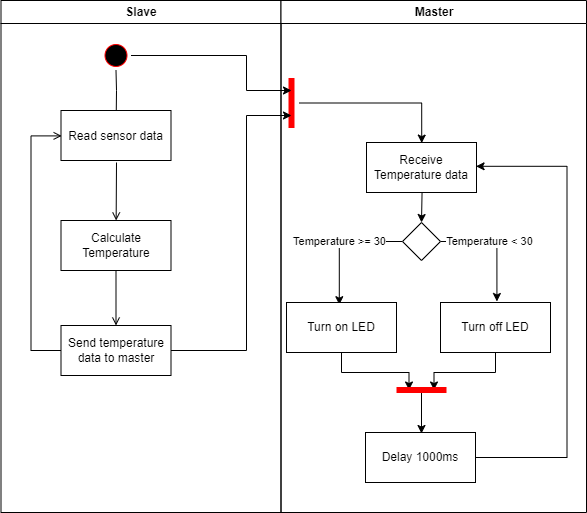 Slave
Master
Read sensor data
Receive
Temperature data
Calculate
Temperature
Temperature >= 30
Temperature < 30
Send temperature
data to master
Turn on LED
Turn off LED
Delay 1000ms